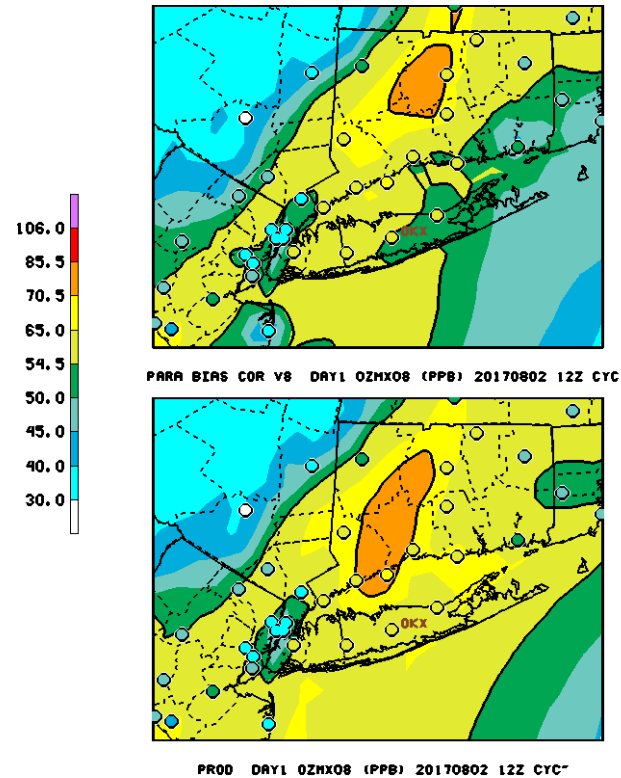 OKX
106.0
85.5
70.5
65.0
54.5
50.0
45.0
40.0
30.0
PARA BIAS COR V8 DAY1 OZMX08 (PPB) 20170802 12Z CYC
OKX
PROD DAY1 OZMX08 (PPB) 20170802 12Z CYC~